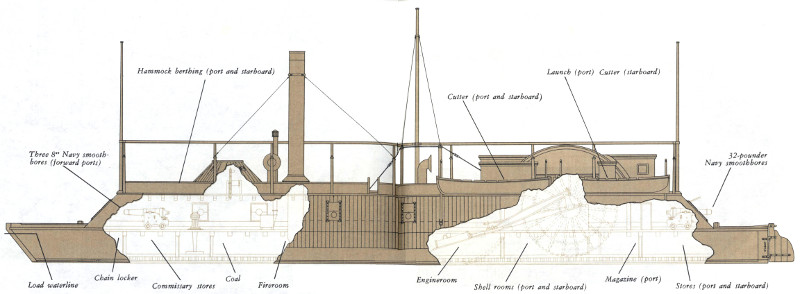 Hammock berthing (port and starboard)
Launch (port) Cutter (starboard)
Cutter (port and starboard)
Three 8" Navy smooth-
bores (forward ports)
32-pounder
Navy smoothbores
Load waterline
Chain locker
Commissary stores
Coal
Fireroom
Engineroom
Shell rooms (port and starboard)
Magazine (port)
Stores (port and starboard)